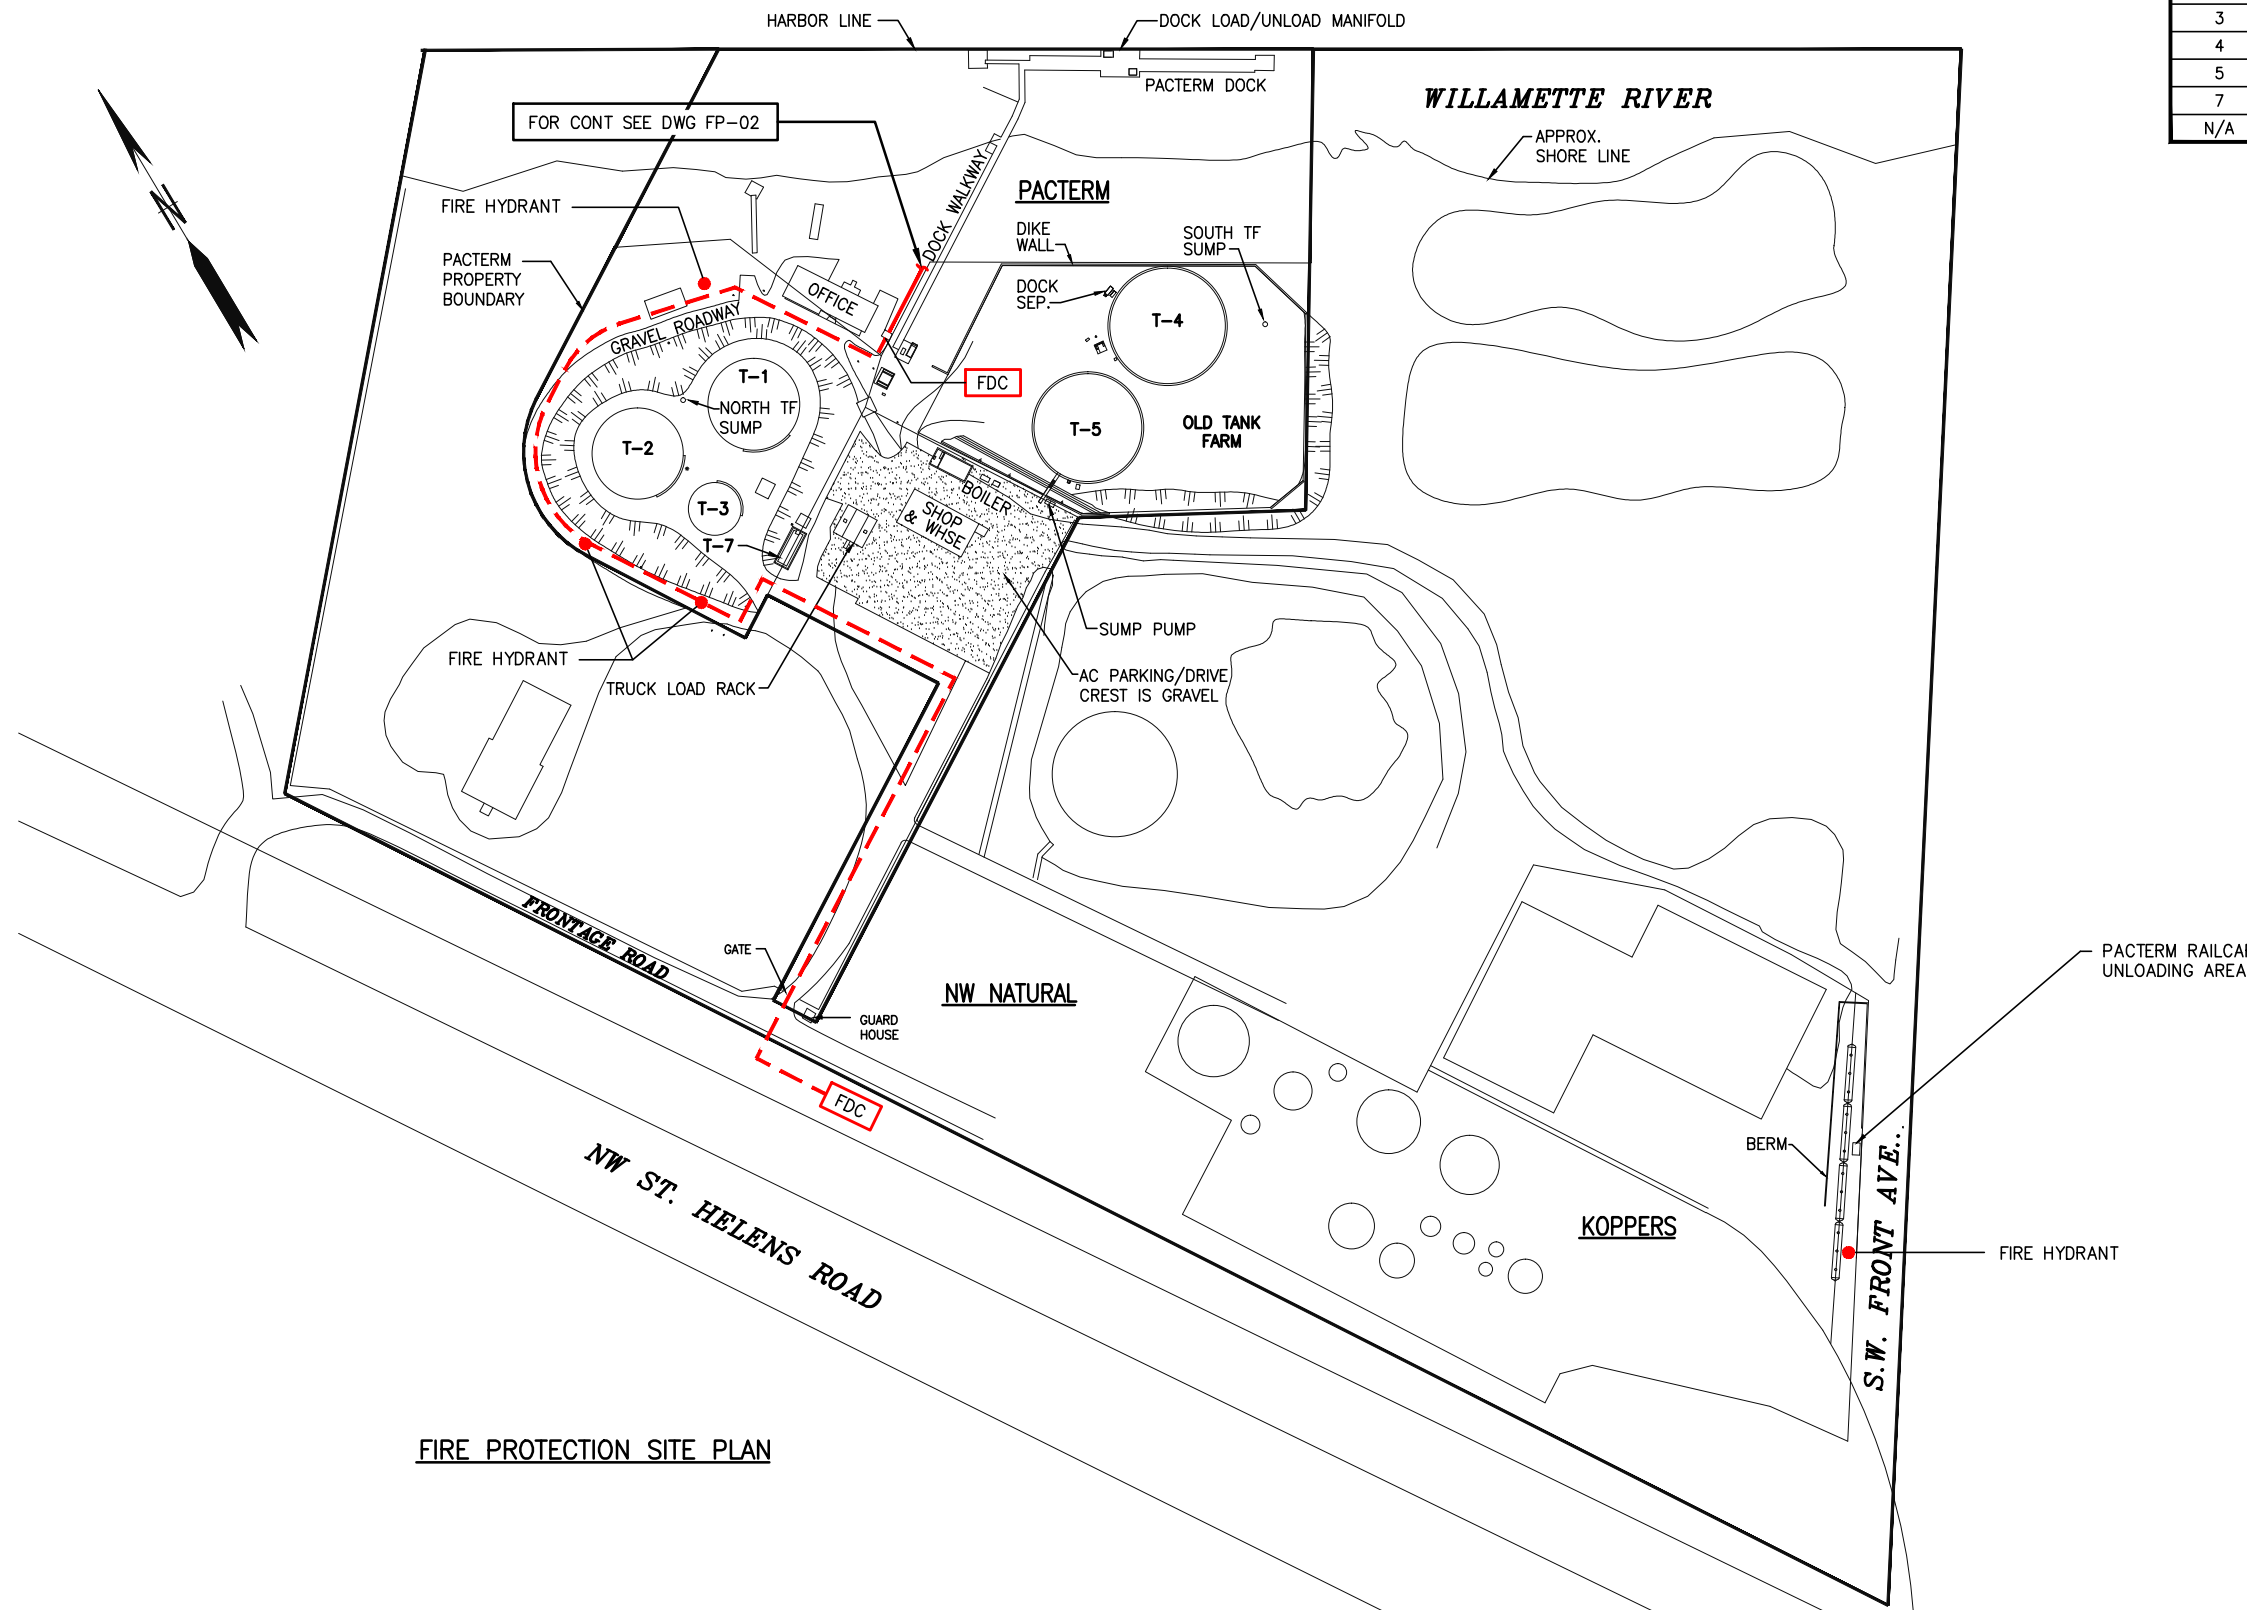 HARBOR LINE
DOCK LOAD/UNLOAD MANIFOLD
3
4
5
7
N/A
PACTERM DOCK
WILLAMETTE RIVER
FOR CONT SEE DWG FP-02
APPROX.
SHORE LINE
DOCK WALKWAY
PACTERM
FIRE HYDRANT
DIKE
WALL
SOUTH TF
SUMP
PACTERM
PROPERTY
BOUNDARY
N
OFFICE
DOCK
SEP.
T-4
GRAVEL ROADWAY
FDC
T-1
NORTH TF
SUMP
T-2
T-5
OLD TANK
FARM
BOILER
T-3
SHOP
& WHSE
T-7
SUMP PUMP
FIRE HYDRANT
TRUCK LOAD RACK
AC PARKING/DRIVE
CREST IS GRAVEL
FRONTAGE ROAD
GATE
NW NATURAL
GUARD
HOUSE
PACTERM
UNLOADING AREA
FDC
BERM
NW ST. HELENS ROAD
KOPPERS
S.W. FRONT AVE..
FIRE HYDRANT
FIRE PROTECTION SITE PLAN